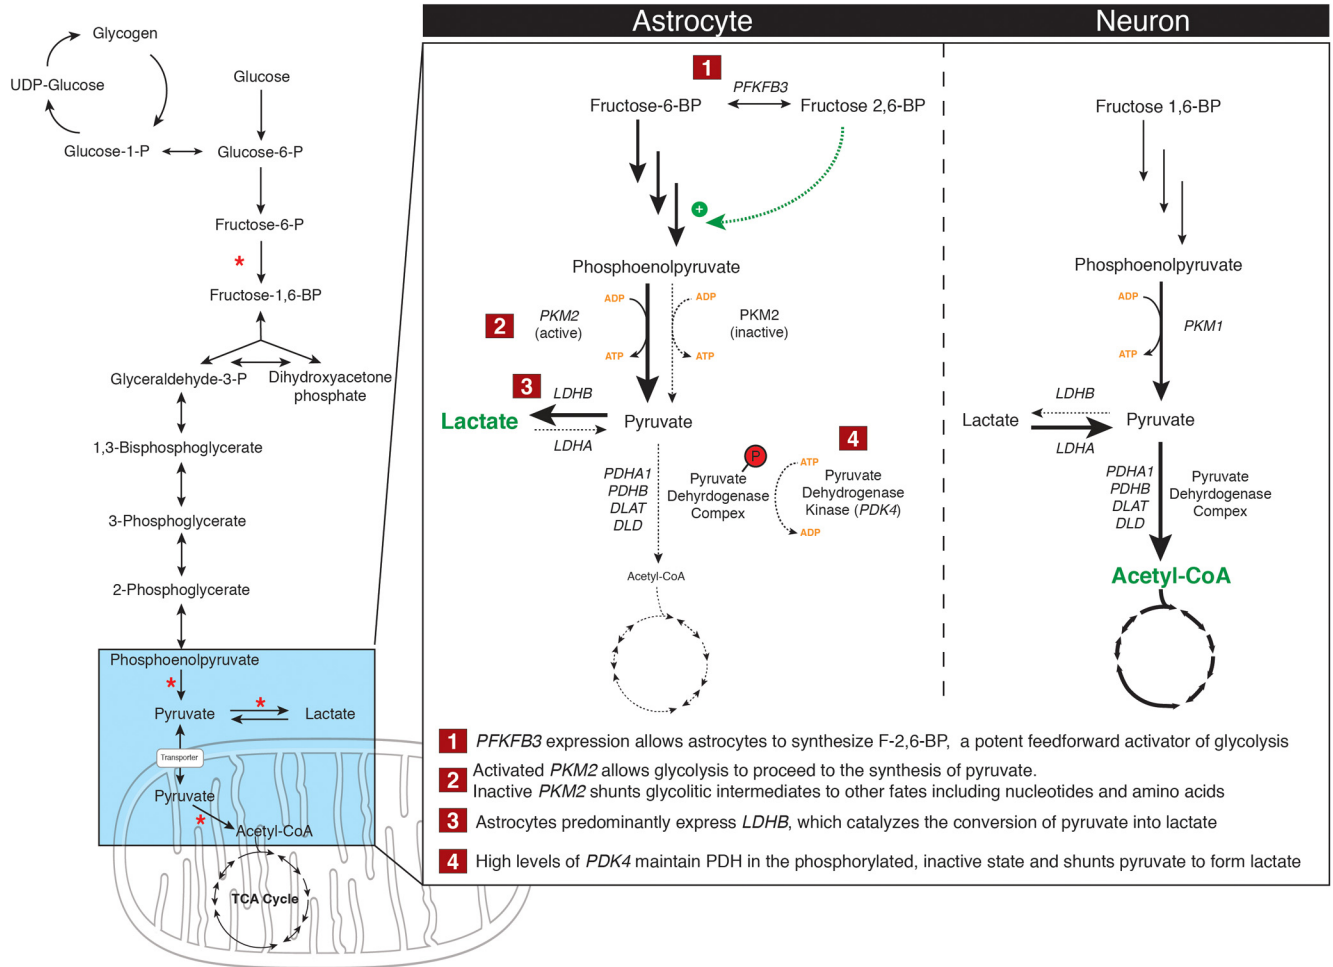 Glycogen
UDP-Glucose
Glucose
Glucose-1-P
Glucose-6-P
Fructose-6-P
*
Fructose-1,6-BP
Glyceraldehyde-3-P
Dihydroxyacetone
phosphate
1,3-Bisphosphoglycerate
3-Phosphoglycerate
2-Phosphoglycerate
Phosphoenolpyruvate
*
Pyruvate
*
Lactate
Transporter
Pyruvate
*
Acetyl-CoA
TCA Cycle
Astrocyte
1
PFKFB3
Fructose-6-BP
Fructose 2,6-BP
+
Phosphoenolpyruvate
2
PKM2
(active)
ADP
ATP
ADP
ATP
PKM2
(inactive)
3
LDHB
Lactate
Pyruvate
LDHA
4
P
PDHA1
PDHB
DLAT
DLD
Pyruvate
Dehyrdogenase
Compex
ATP
ADP
Pyruvate
Dehydrogenase
Kinase (PDK4)
Acetyl-CoA
Neuron
Fructose 1,6-BP
Phosphoenolpyruvate
ADP
ATP
PKM1
LDHB
Lactate
Pyruvate
LDHA
PDHA1
PDHB
DLAT
DLD
Pyruvate
Dehyrdogenase
Compex
Acetyl-CoA
1 PFKFB3 expression allows astrocytes to synthesize F-2,6-BP, a potent feedforward activator of glycolysis
2 Activated PKM2 allows glycolysis to proceed to the synthesis of pyruvate.
Inactive PKM2 shunts glycolitic intermediates to other fates including nucleotides and amino acids
3 Astrocytes predominantly express LDHB, which catalyzes the conversion of pyruvate into lactate
4 High levels of PDK4 maintain PDH in the phosphorylated, inactive state and shunts pyruvate to form lactate